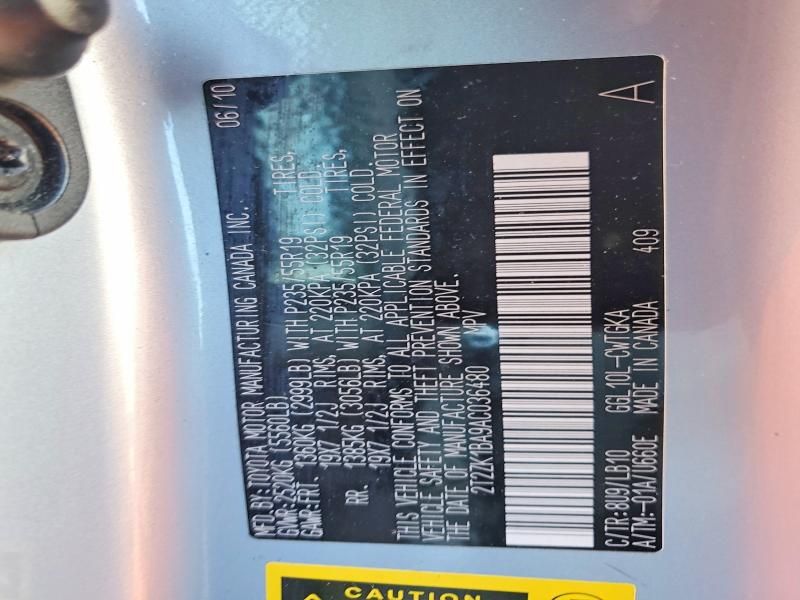 MFD BY: TOYOTA MOTOR MANUFACTURING CANADA INC. 06/10
GVWR:2520KG (5560LB)
GAWR:FRT. 1360KG (2999LB) WITH P235/55R19 TIRES,
19X7 1/2J RIMS, AT 220KPA (32PSI) COLD.
RR. 1385KG (3056LB) WITH P235/55R19 TIRES,
19X7 1/2J RIMS, AT 220KPA (32PSI) COLD.
THIS VEHICLE CONFORMS TO ALL APPLICABLE FEDERAL MOTOR
VEHICLE SAFETY AND THEFT PREVENTION STANDARDS IN EFFECT ON
THE DATE OF MANUFACTURE SHOWN ABOVE.
2T2ZK1BA9AC036480 MPV
C/TR:8U9/LB10 GGL10L-CWTGKA A
A/TM:-01A/U660E MADE IN CANADA 409
CAUTION